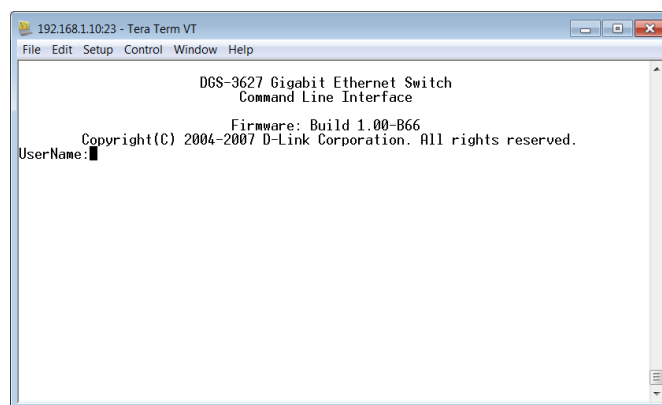 192.168.1.10:23 - Tera Term VT
File Edit Setup Control Window Help
DGS-3627 Gigabit Ethernet Switch
Command Line Interface
Firmware: Build 1.00-B66
Copyright(C) 2004-2007 D-Link Corporation. All rights reserved.
UserName: